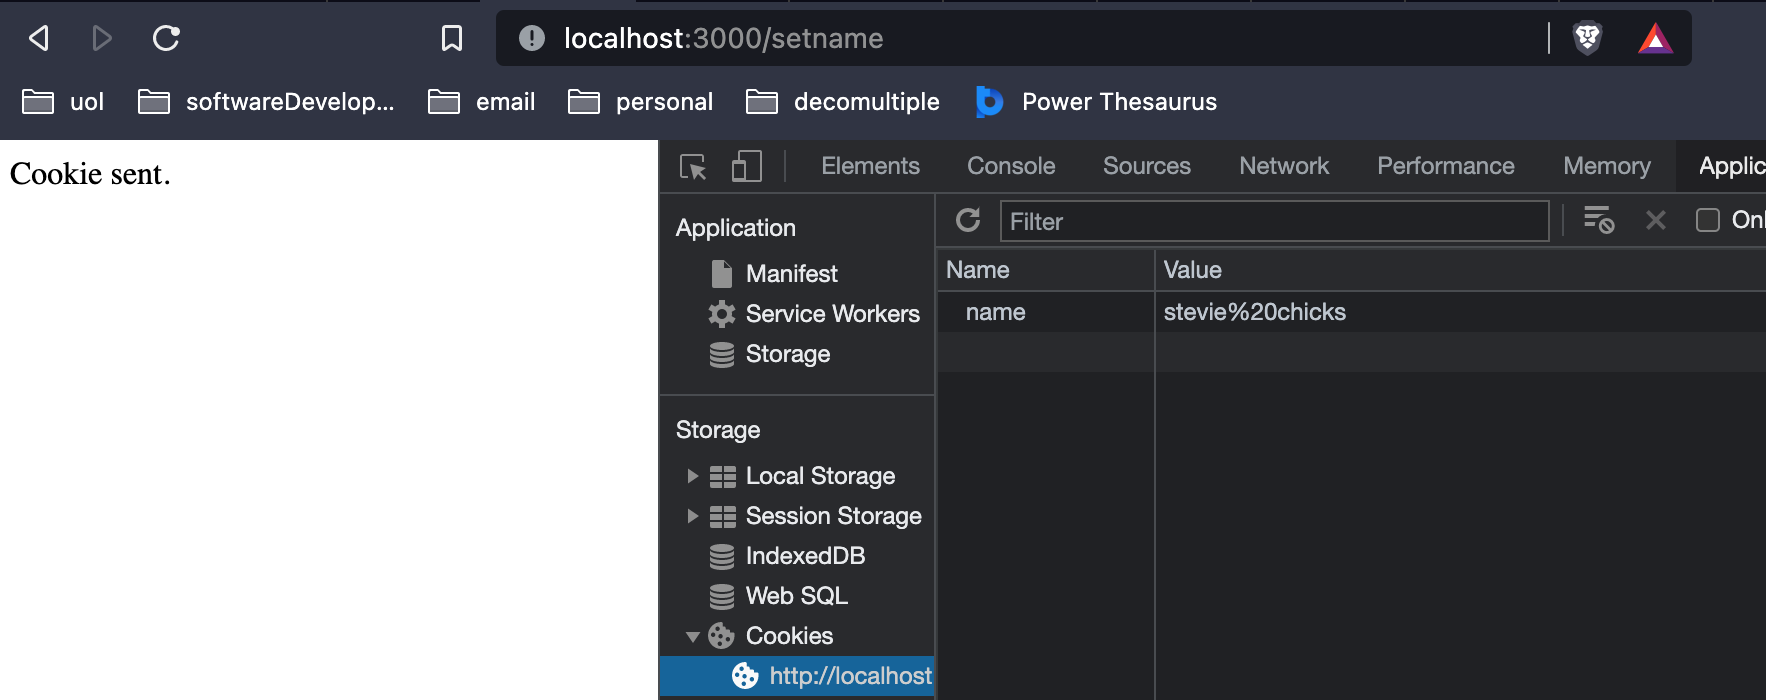 localhost:3000/setname
uol softwareDevelop... email personal decomultiple Power Thesaurus
Cookie sent.
Elements Console Sources Network Performance Memory Applic
Application
Manifest
Service Workers
Storage
Storage
Local Storage
Session Storage
IndexedDB
Web SQL
Cookies
http://localhost
Filter Onl
Name Value
name stevie%20chicks